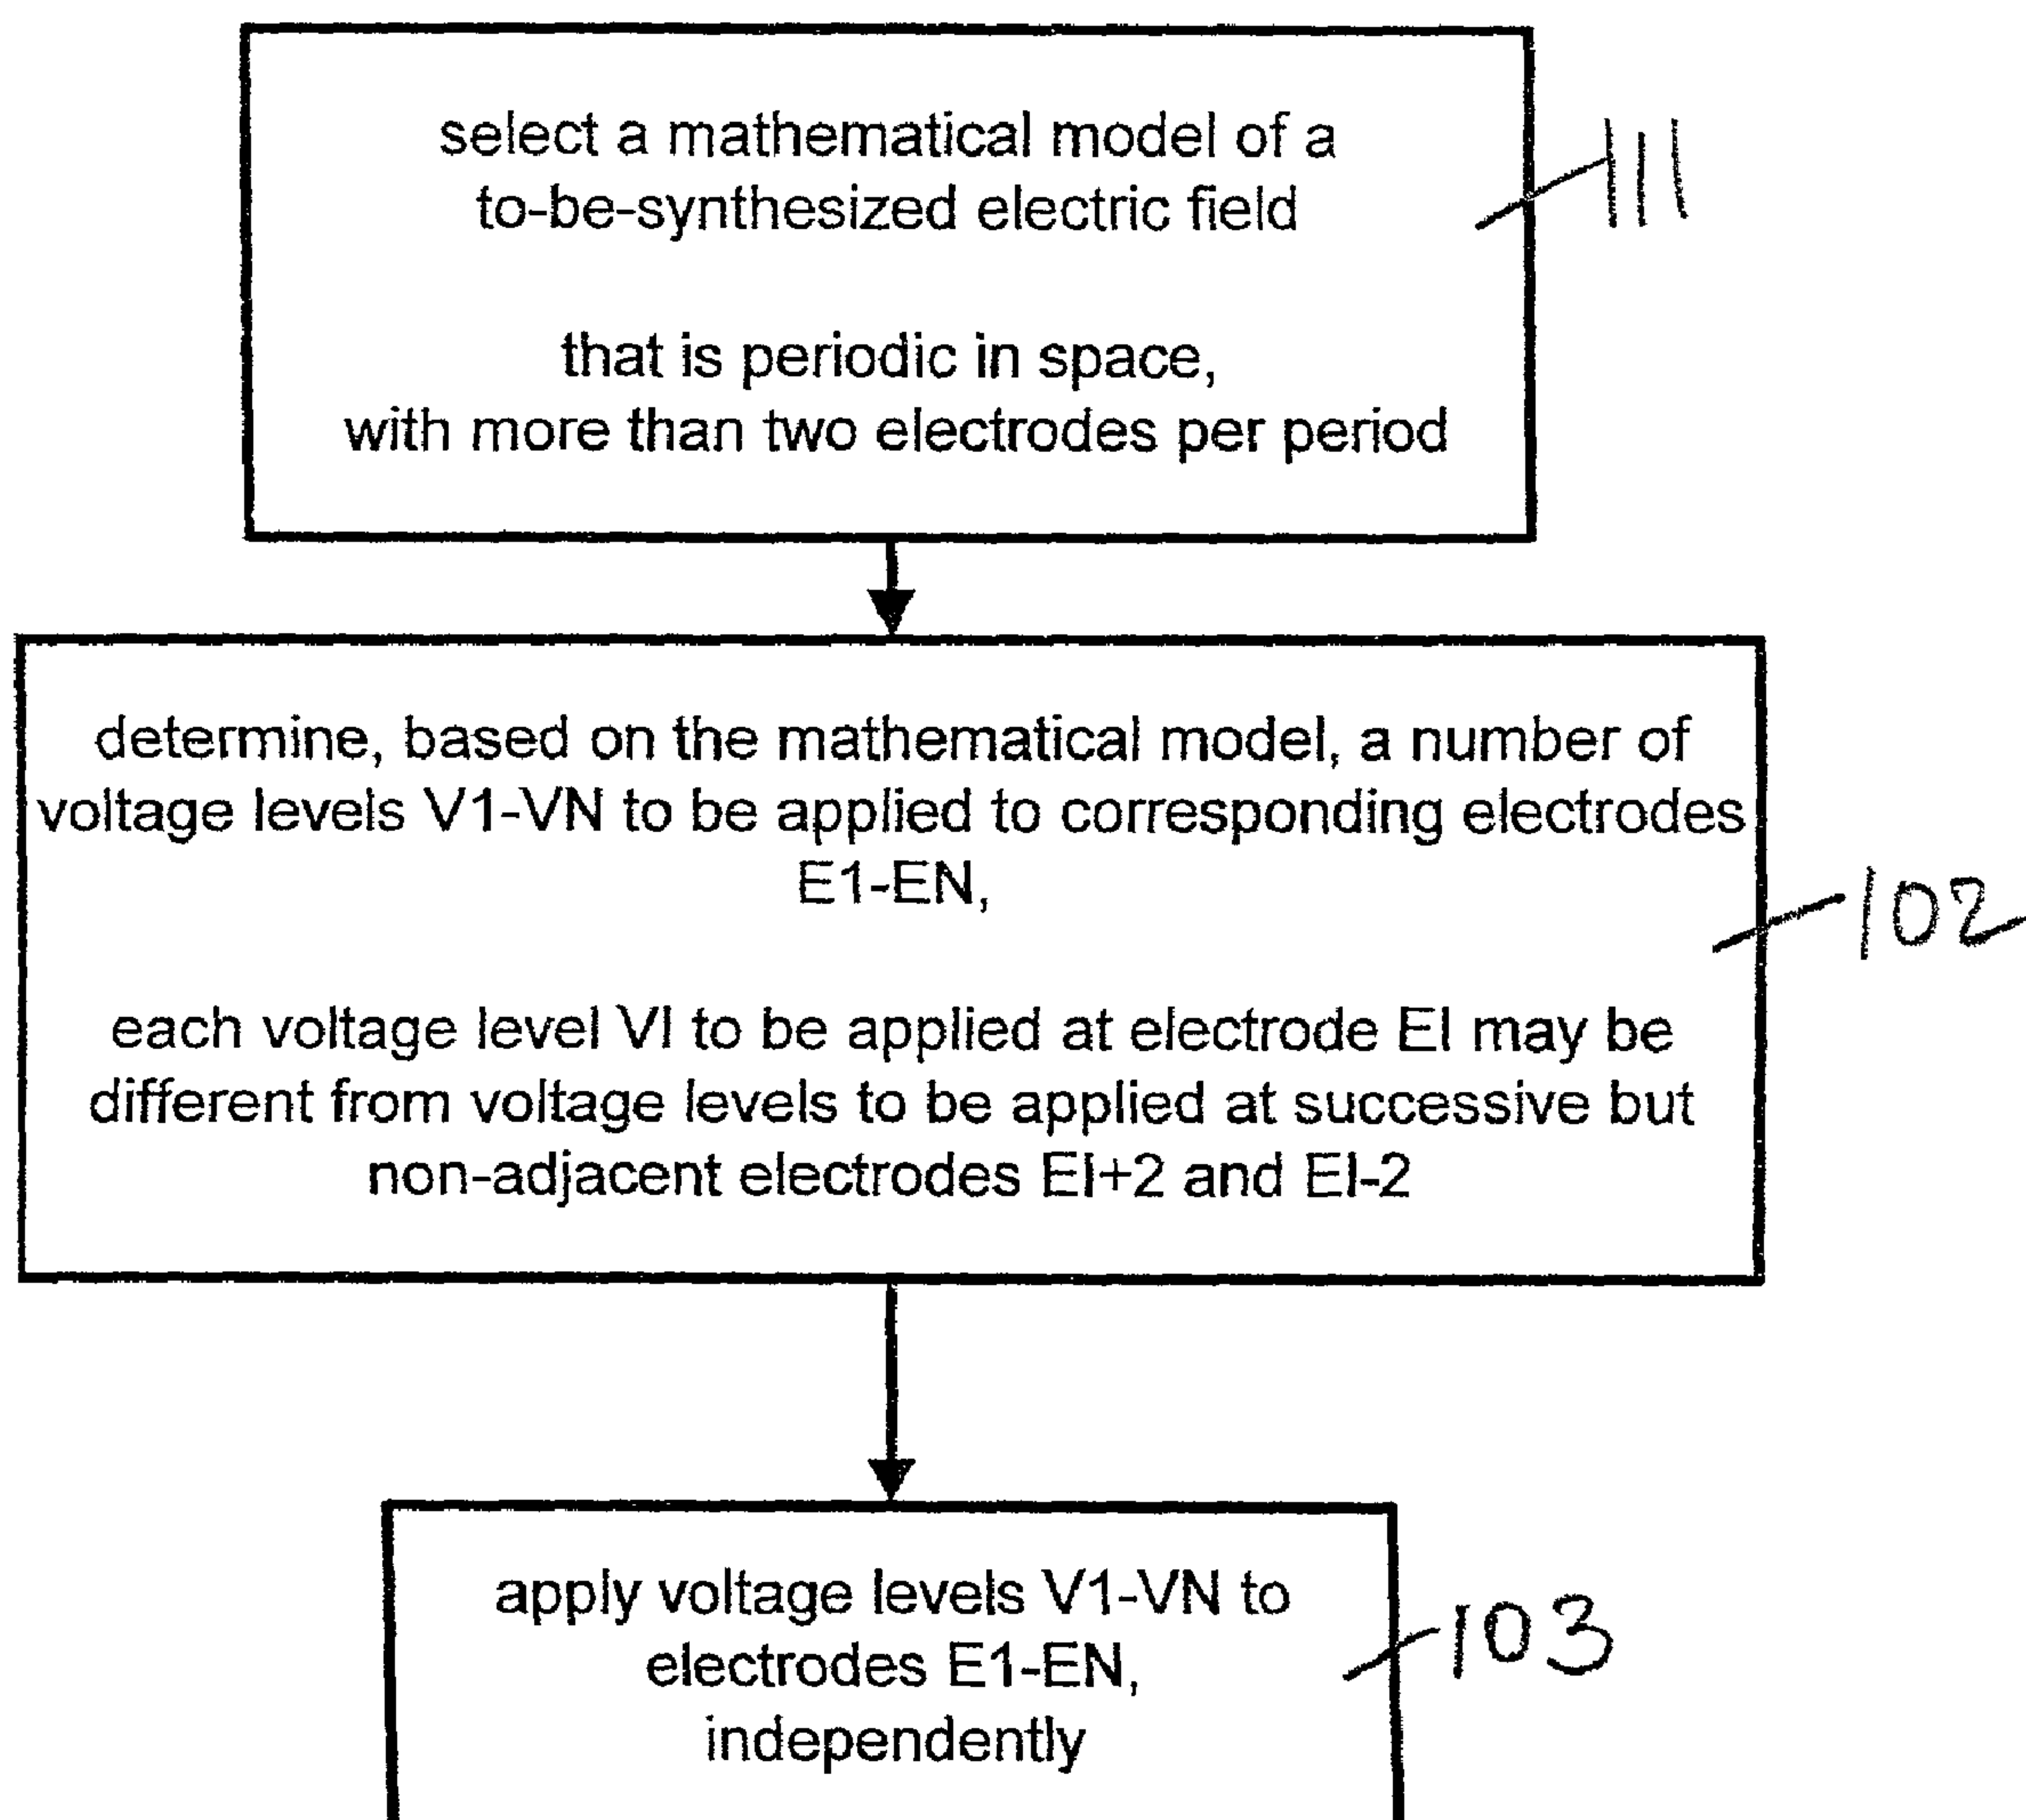 select a mathematical model of a
to-be-synthesized electric field
that is periodic in space,
with more than two electrodes per period
111
determine, based on the mathematical model, a number of
voltage levels V1-VN to be applied to corresponding electrodes
E1-EN,
each voltage level VI to be applied at electrode EI may be
different from voltage levels to be applied at successive but
non-adjacent electrodes EI+2 and EI-2
102
apply voltage levels V1-VN to
electrodes E1-EN,
independently
103